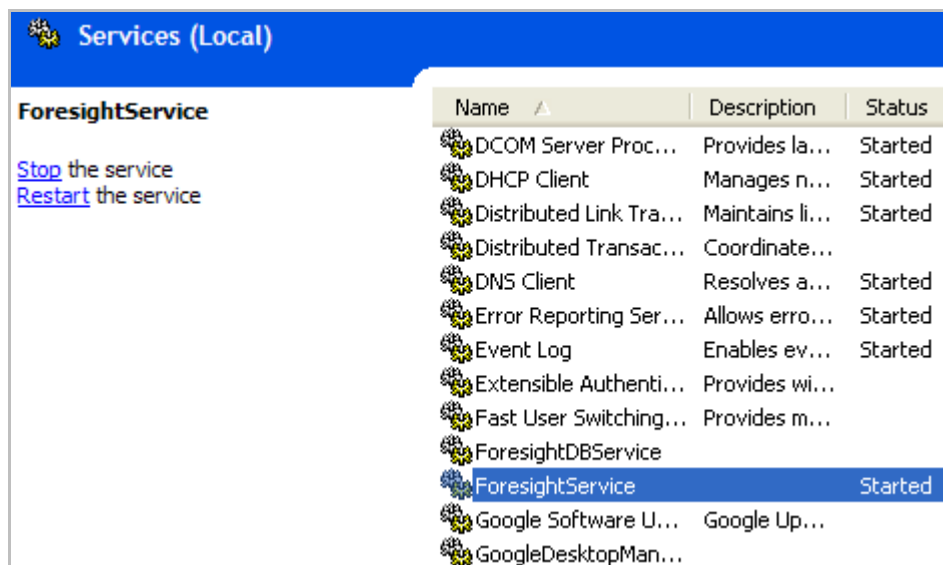 Services (Local)
ForesightService
Stop the service
Restart the service
Name Description Status
DCOM Server Proc... Provides la... Started
DHCP Client Manages n... Started
Distributed Link Tra... Maintains li... Started
Distributed Transac... Coordinate...
DNS Client Resolves a... Started
Error Reporting Ser... Allows erro... Started
Event Log Enables ev... Started
Extensible Authenti... Provides wi...
Fast User Switching... Provides m...
ForesightDBService
ForesightService Started
Google Software U... Google Up...
GoogleDesktopMan...